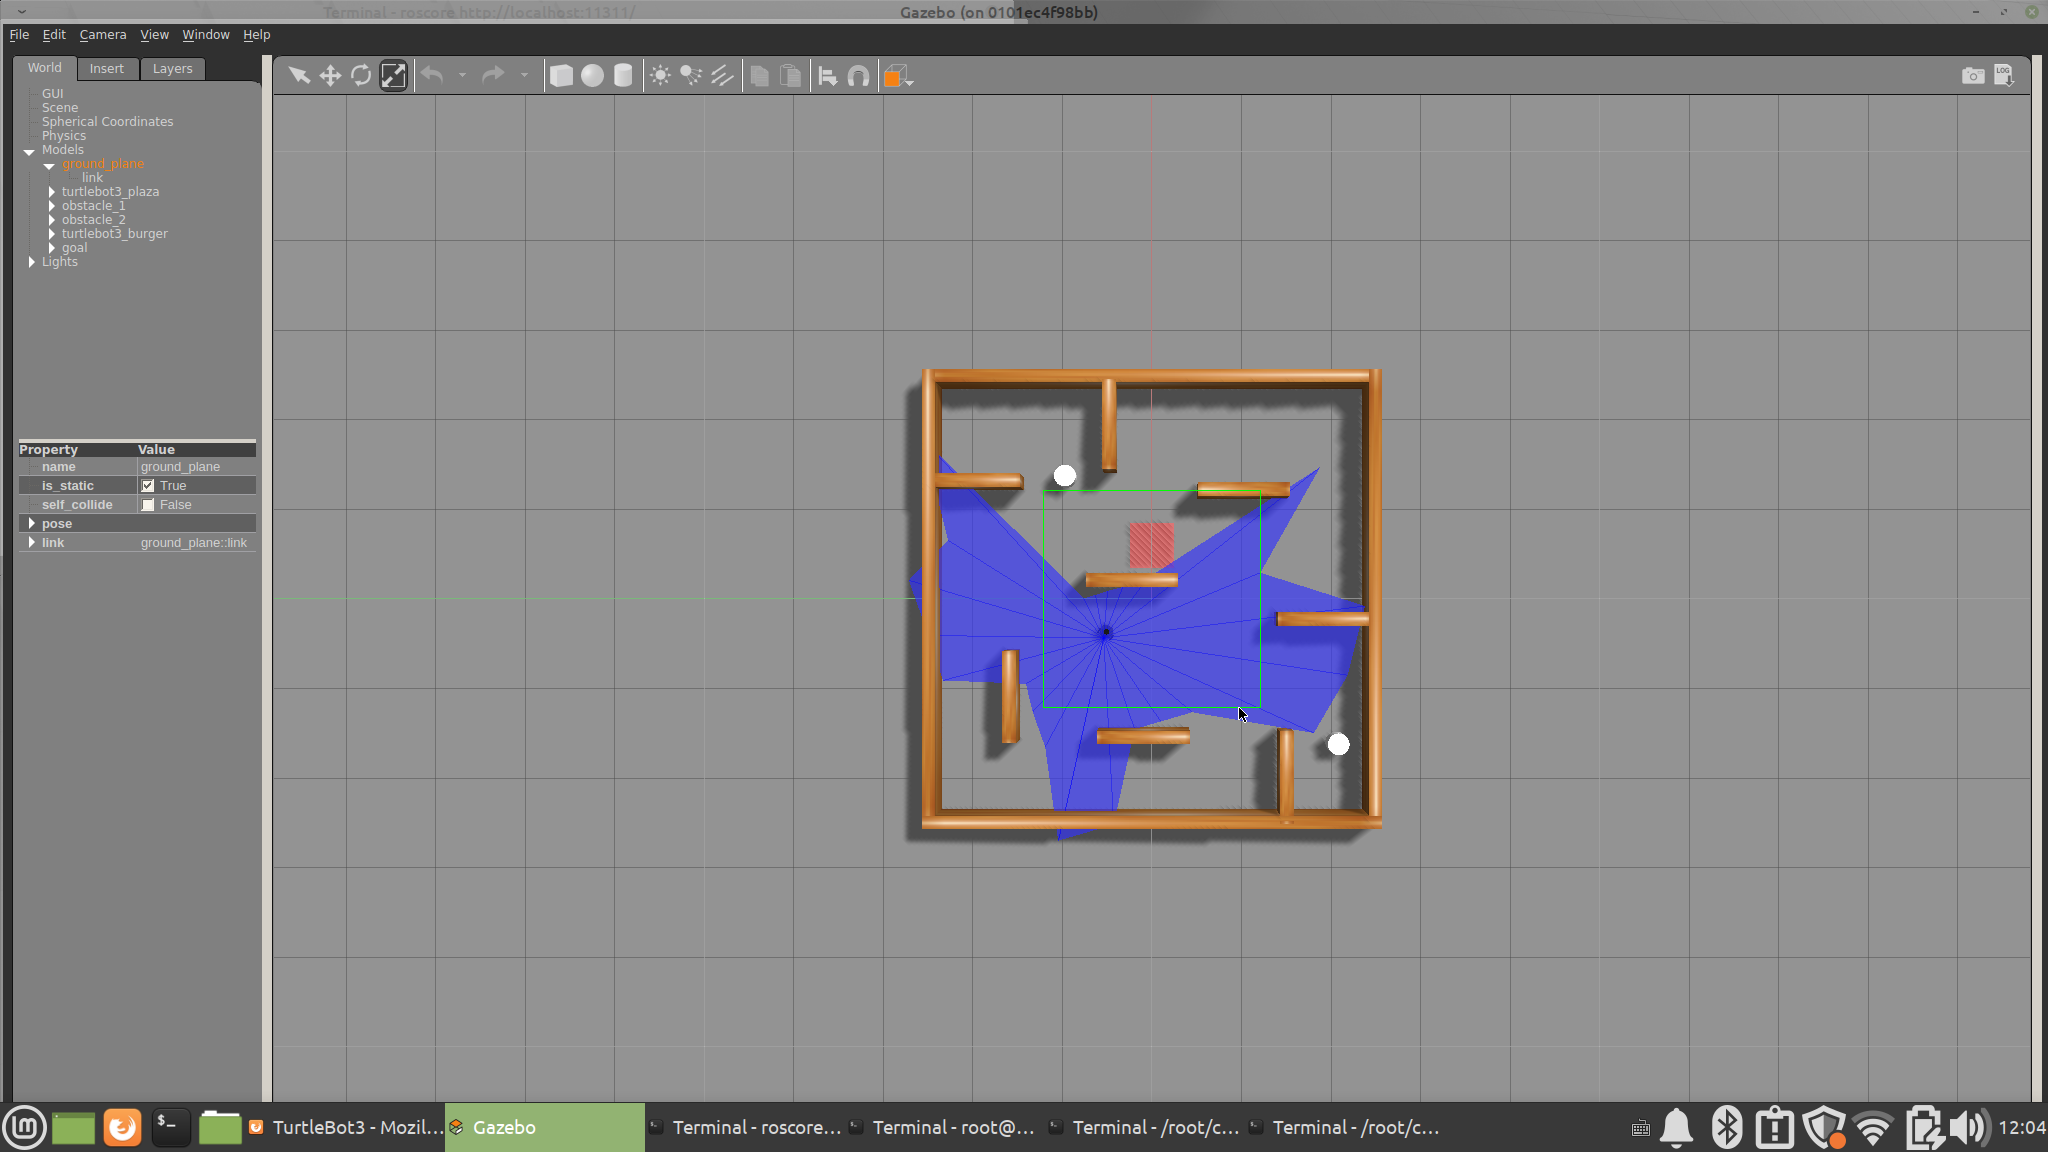 Terminal - roscore http://localhost:11311/
Gazebo (on 0101ec4f98bb)
File Edit Camera View Window Help
World Insert Layers
GUI
Scene
Spherical Coordinates
Physics
Models
ground_plane
link
turtlebot3_plaza
obstacle_1
obstacle_2
turtlebot3_burger
goal
Lights
LOG
Property Value
name ground_plane
is_static True
self_collide False
pose
link ground_plane::link
lm $-
TurtleBot3 - Mozil... Gazebo Terminal - roscore... Terminal - root@... Terminal - /root/c... Terminal - /root/c...
12:04